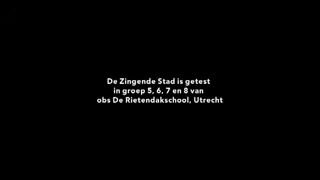 De Zingende Stad is getest
in groep 5, 6, 7 en 8 van
obs De Rietendakschool, Utrecht